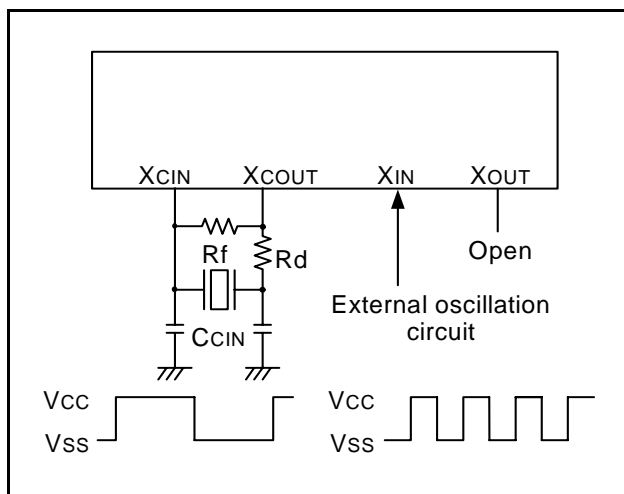 XCIN XCOUT XIN XOUT
Rf
Rd
Open
CCIN
External oscillation
circuit
VCC
VSS
VCC
VSS